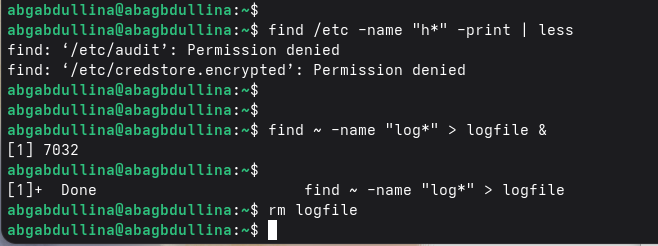 abgabdullina@abagbdullina:~$
abgabdullina@abagbdullina:~$ find /etc -name "h*" -print | less
find: ‘/etc/audit’: Permission denied
find: ‘/etc/credstore.encrypted’: Permission denied
abgabdullina@abagbdullina:~$
abgabdullina@abagbdullina:~$
abgabdullina@abagbdullina:~$ find ~ -name "log*" > logfile &
[1] 7032
abgabdullina@abagbdullina:~$
[1]+  Done                    find ~ -name "log*" > logfile
abgabdullina@abagbdullina:~$ rm logfile
abgabdullina@abagbdullina:~$